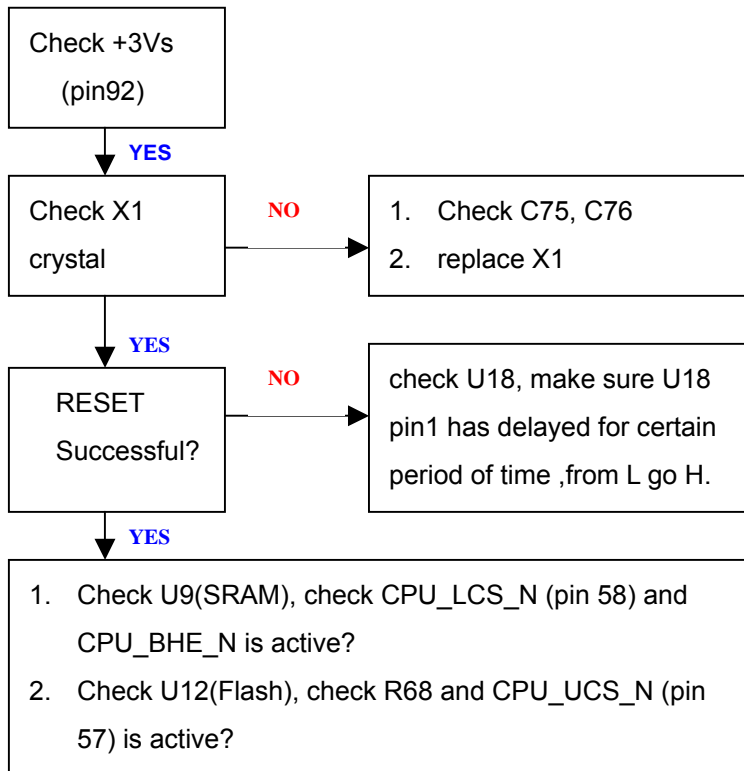 Check +3Vs
(pin92)
YES
Check X1
crystal
NO
1. Check C75, C76
2. replace X1
YES
RESET
Successful?
NO
check U18, make sure U18
pin1 has delayed for certain
period of time ,from L go H.
YES
1. Check U9(SRAM), check CPU_LCS_N (pin 58) and
CPU_BHE_N is active?
2. Check U12(Flash), check R68 and CPU_UCS_N (pin
57) is active?